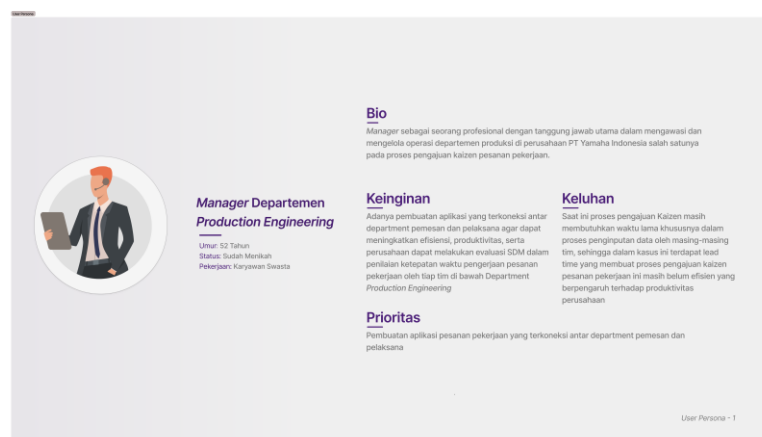 User Persona
Bio
Manager sebagai seorang profesional dengan tanggung jawab utama dalam mengawasi dan
mengelola operasi departemen produksi di perusahaan PT Yamaha Indonesia salah satunya
pada proses pengajuan kaizen pesanan pekerjaan.
Manager Departemen
Production Engineering
Umur: 52 Tahun
Status: Sudah Menikah
Pekerjaan: Karyawan Swasta
Keinginan
Adanya pembuatan aplikasi yang terkoneksi antar
department pemesan dan pelaksana agar dapat
meningkatkan efisiensi, produktivitas, serta
perusahaan dapat melakukan evaluasi SDM dalam
penilaian ketepatan waktu pengerjaan pesanan
pekerjaan oleh tiap tim di bawah Department
Production Engineering
Keluhan
Saat ini proses pengajuan Kaizen masih
membutuhkan waktu lama khususnya dalam
proses penginputan data oleh masing-masing
tim, sehingga dalam kasus ini terdapat lead
time yang membuat proses pengajuan kaizen
pesanan pekerjaan ini masih belum efisien yang
berpengaruh terhadap produktivitas
perusahaan
Prioritas
Pembuatan aplikasi pesanan pekerjaan yang terkoneksi antar department pemesan dan
pelaksana
User Persona - 1